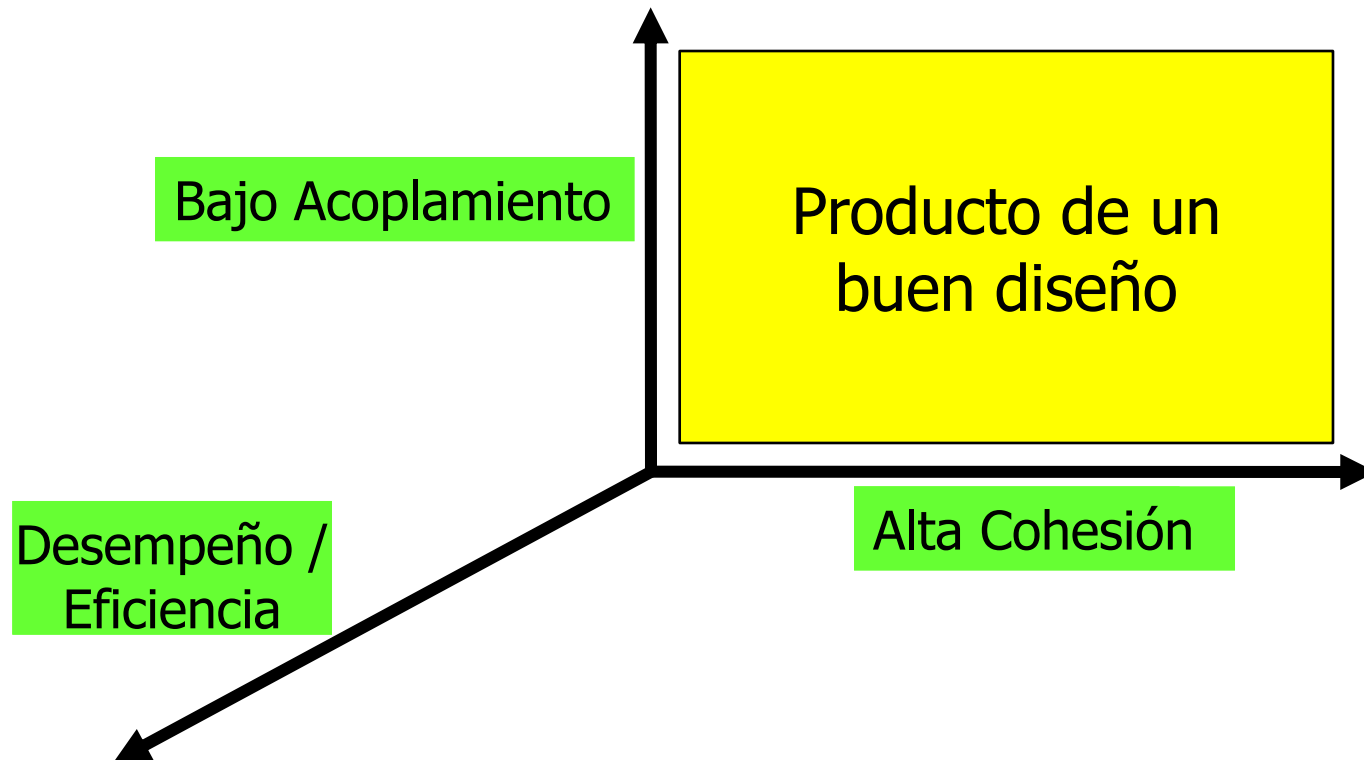 Bajo Acoplamiento
Producto de un
buen diseño
Alta Cohesión
Desempeño /
Eficiencia